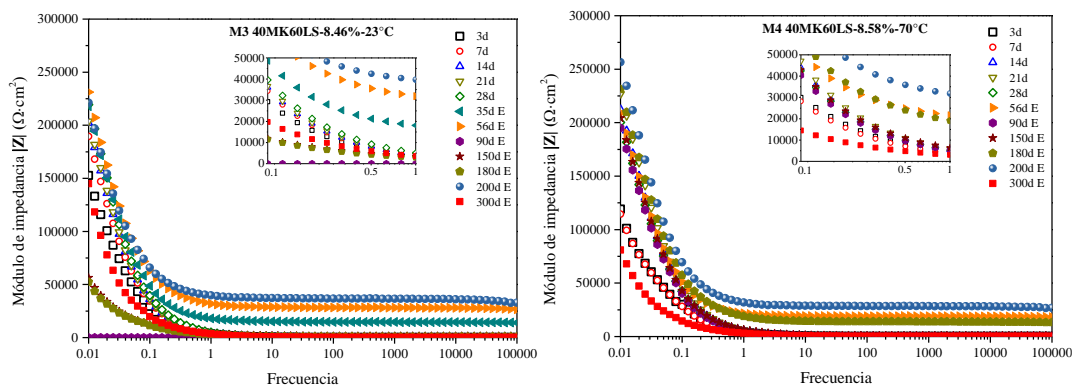 M3 40MK60LS-8.46%-23°C
Módulo de impedancia |Z| (Ω·cm²)
300000
250000
200000
150000
100000
50000
0
0.01 0.1 1 10 100 1000 10000 100000
Frecuencia
50000
40000
30000
20000
10000
0
0.1 0.5 1
3d
7d
14d
21d
28d
35d E
56d E
90d E
150d E
180d E
200d E
300d E
M4 40MK60LS-8.58%-70°C
Módulo de impedancia |Z| (Ω·cm²)
300000
250000
200000
150000
100000
50000
0
0.01 0.1 1 10 100 1000 10000 100000
Frecuencia
50000
40000
30000
20000
10000
0
0.1 0.5 1
3d
7d
14d
21d
28d
56d E
90d E
150d E
180d E
200d E
300d E